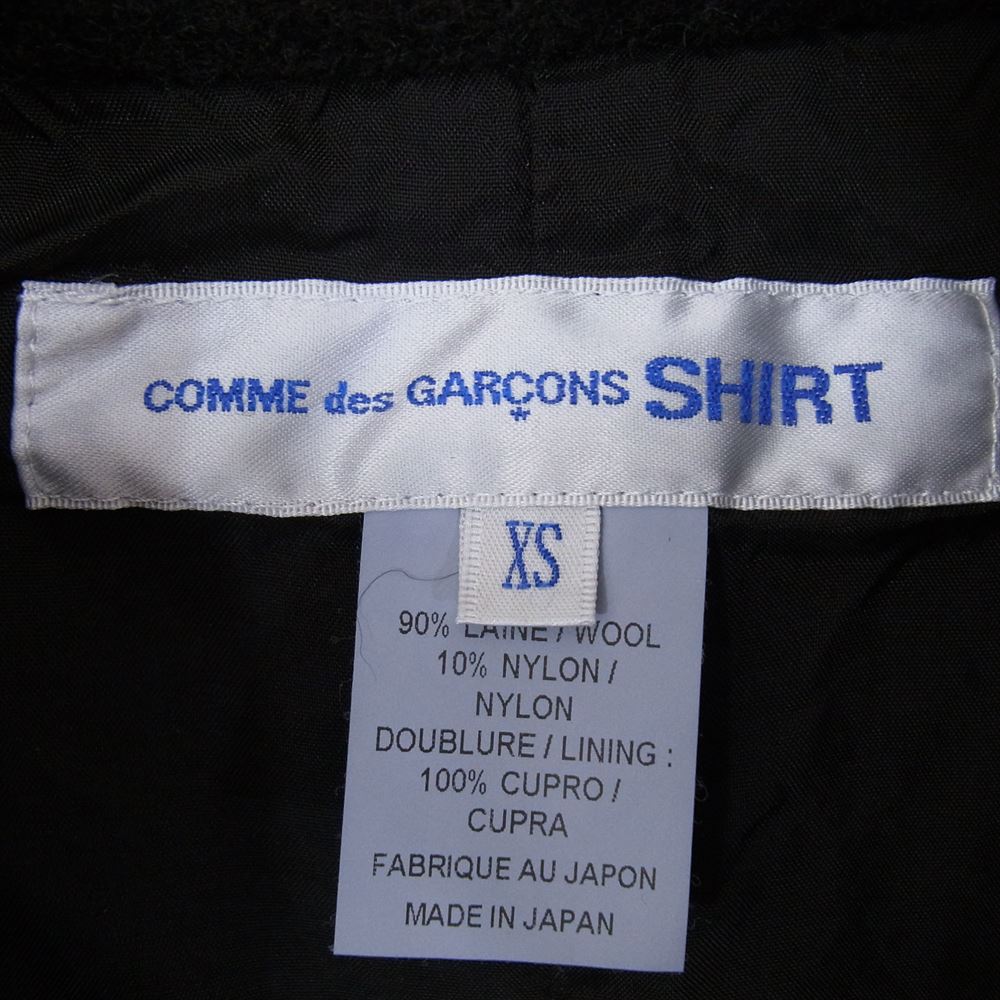 COMME des GARÇONS SHIRT
XS
90% LAINE / WOOL
10% NYLON /
NYLON
DOUBLURE / LINING :
100% CUPRO /
CUPRA
FABRIQUE AU JAPON
MADE IN JAPAN